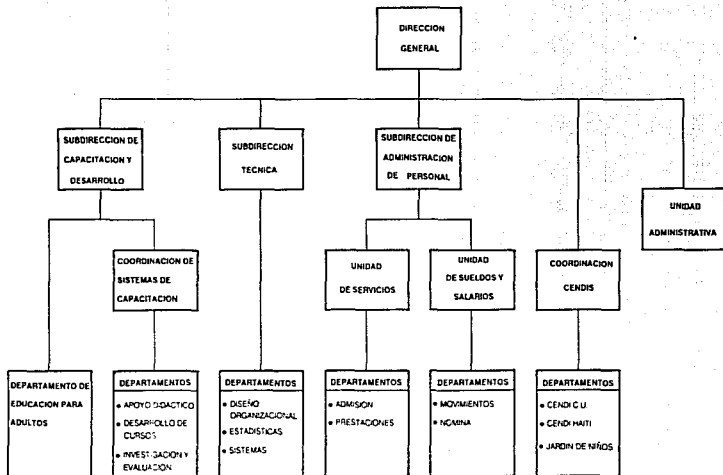 DIRECCION
GENERAL
SUBDIRECCION DE
CAPACITACION Y
DESARROLLO
SUBDIRECCION
TECNICA
SUBDIRECCION DE
ADMINISTRACION
DE PERSONAL
UNIDAD
ADMINISTRATIVA
COORDINACION DE
SISTEMAS DE
CAPACITACION
UNIDAD
DE SERVICIOS
UNIDAD
DE SUELDOS Y
SALARIOS
COORDINACION
CENDIS
DEPARTAMENTO DE
EDUCACION PARA
ADULTOS
DEPARTAMENTOS
• APOYO DIDACTICO
• DESARROLLO DE
CURSOS
• INVESTIGACION Y
EVALUACION
DEPARTAMENTOS
• DISEÑO
ORGANIZACIONAL
• ESTADISTICAS
• SISTEMAS
DEPARTAMENTOS
• ADMISION
• PRESTACIONES
DEPARTAMENTOS
• MOVIMIENTOS
• NOMINA
DEPARTAMENTOS
• CENDI C.U.
• CENDI HAITI
• JARDIN DE NIÑOS